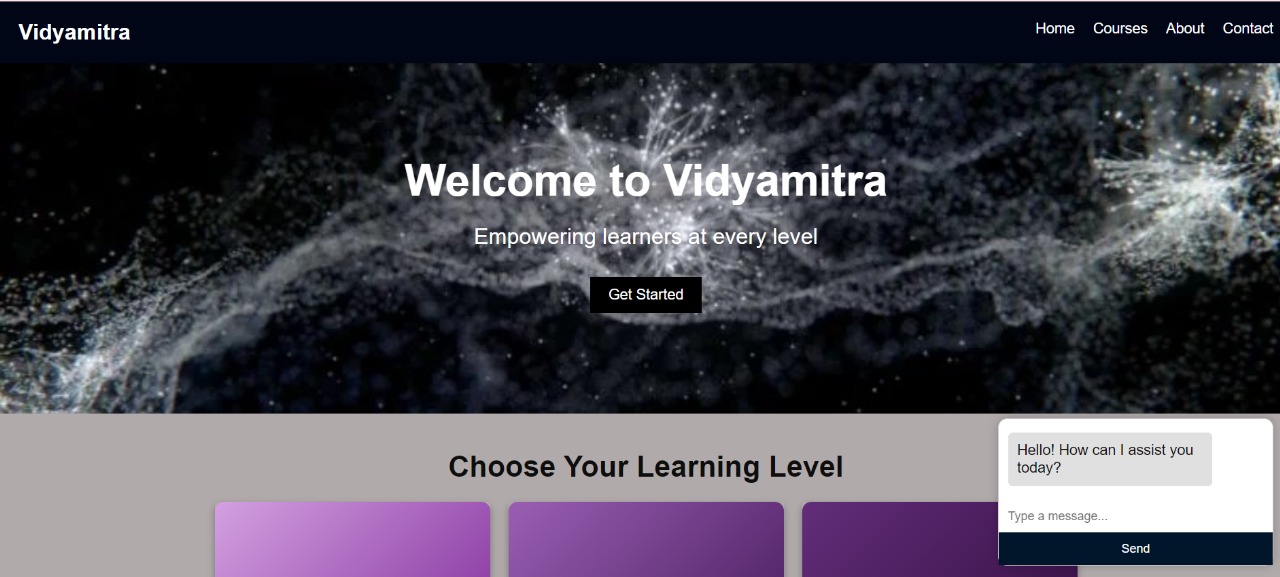 Vidyamitra
Home Courses About Contact
Welcome to Vidyamitra
Empowering learners at every level
Get Started
Choose Your Learning Level
Hello! How can I assist you
today?
Type a message...
Send